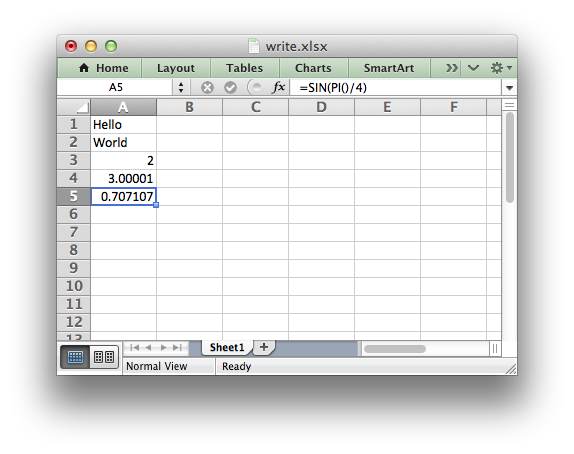 write.xlsx
Home Layout Tables Charts SmartArt
A5 fx =SIN(PI()/4)
A B C D E F
1 Hello
2 World
3 2
4 3.00001
5 0.707107
6
7
8
9
10
11
12
13
Sheet1
Normal View Ready